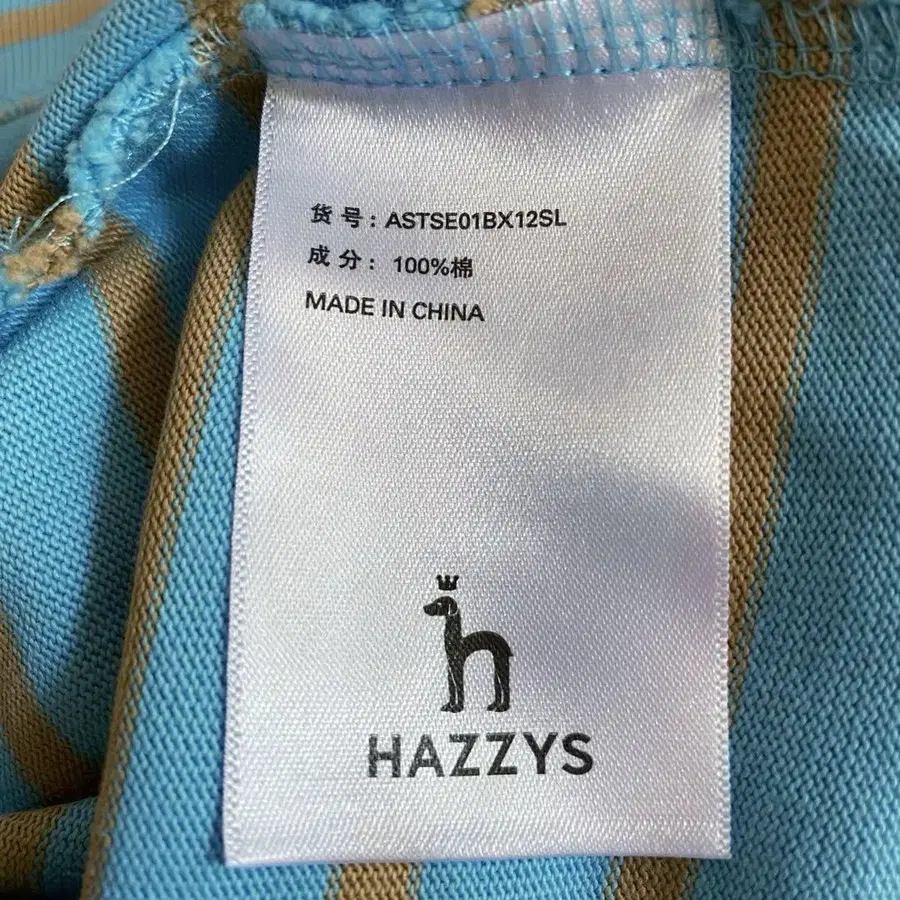 货号：ASTSE01BX12SL
成分：100%棉
MADE IN CHINA
HAZZYS